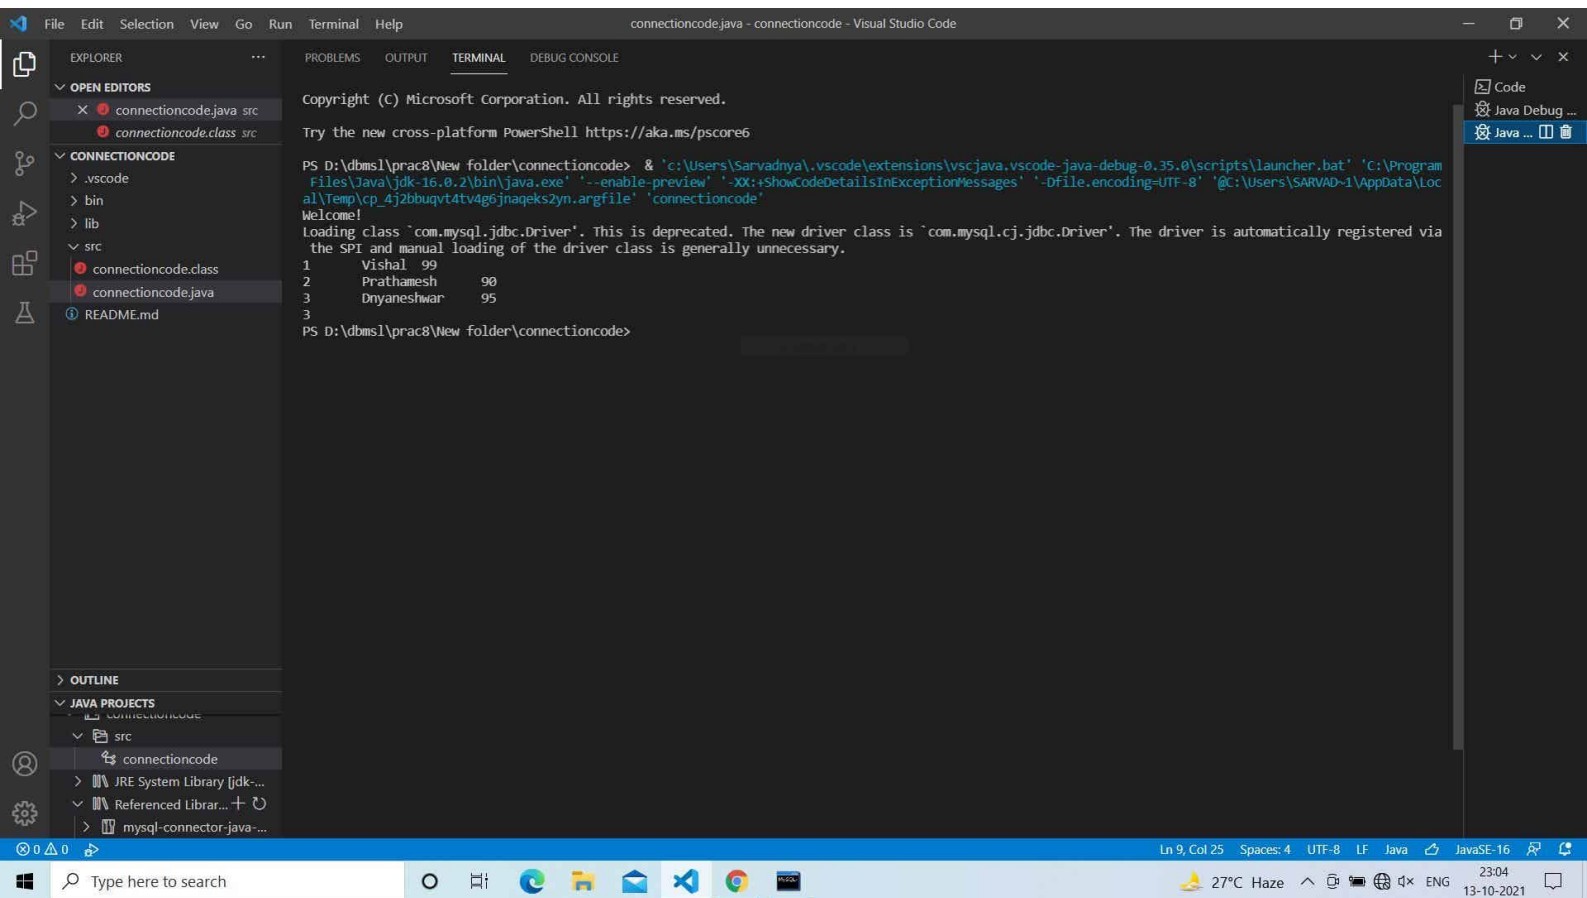 File Edit Selection View Go Run Terminal Help
connectioncode.java - connectioncode - Visual Studio Code
EXPLORER
PROBLEMS OUTPUT TERMINAL DEBUG CONSOLE
OPEN EDITORS
connectioncode.java src
connectioncode.class src
CONNECTIONCODE
.vscode
bin
lib
src
connectioncode.class
connectioncode.java
README.md
OUTLINE
JAVA PROJECTS
connectioncode
src
connectioncode
JRE System Library [jdk-...
Referenced Librar...
mysql-connector-java-...
Copyright (C) Microsoft Corporation. All rights reserved.
Try the new cross-platform PowerShell https://aka.ms/pscore6
PS D:\dbmsl\prac8\New folder\connectioncode> & 'c:\Users\Sarvadnya\.vscode\extensions\vscjava.vscode-java-debug-0.35.0\scripts\launcher.bat' 'C:\Program
Files\Java\jdk-16.0.2\bin\java.exe' '--enable-preview' '-XX:+ShowCodeDetailsInExceptionMessages' '-Dfile.encoding=UTF-8' '@C:\Users\SARVAD~1\AppData\Loc
al\Temp\cp_4j2bbuqvt4tv4g6jnaqeks2yn.argfile' 'connectioncode'
Welcome!
Loading class `com.mysql.jdbc.Driver'. This is deprecated. The new driver class is `com.mysql.cj.jdbc.Driver'. The driver is automatically registered via
the SPI and manual loading of the driver class is generally unnecessary.
1 Vishal 99
2 Prathamesh 90
3 Dnyaneshwar 95
3
PS D:\dbmsl\prac8\New folder\connectioncode>
Code
Java Debug ...
Java ...
0 0
Ln 9, Col 25 Spaces: 4 UTF-8 LF Java JavaSE-16
Type here to search
27°C Haze ENG
23:04
13-10-2021